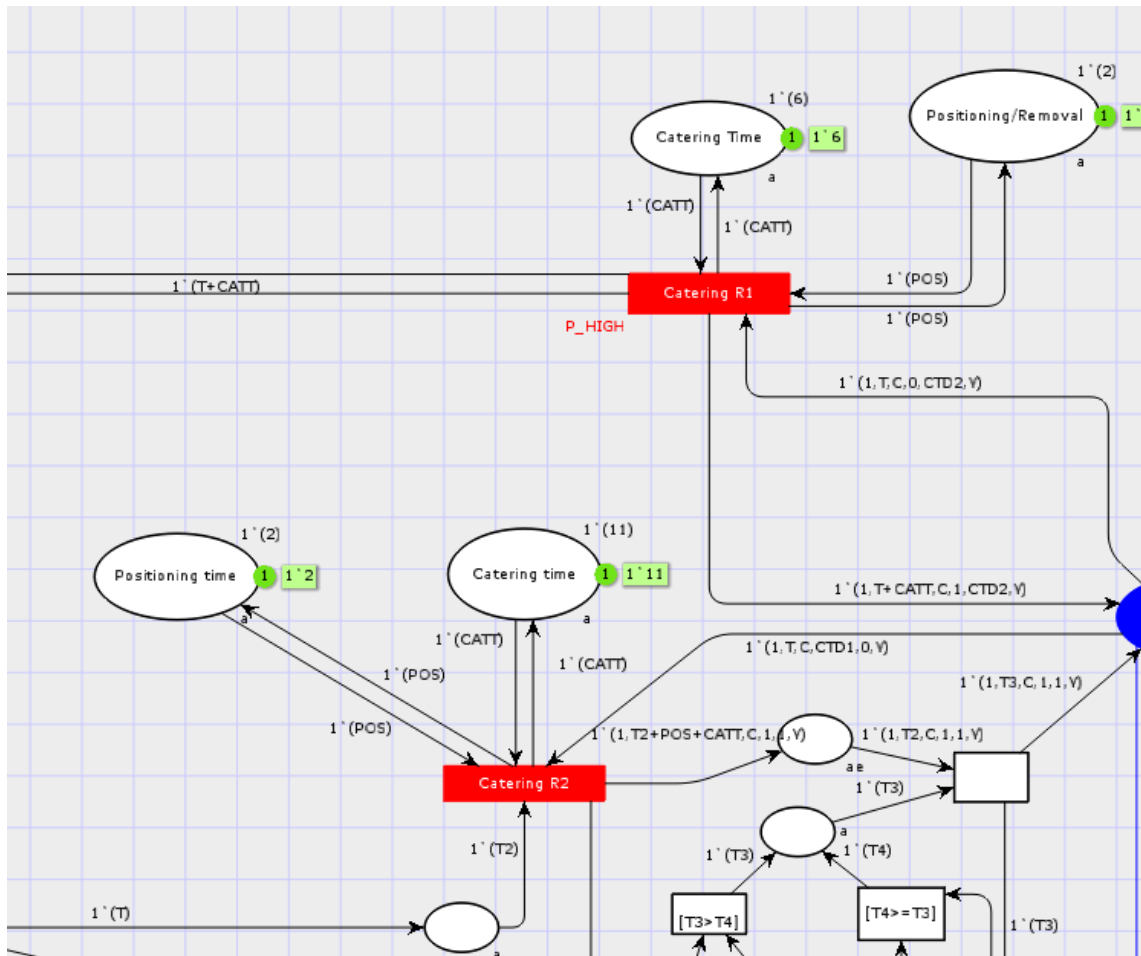 1`(2)
1`(6)
Positioning/Removal
1
1`
Catering Time
1
1`6
a
a
1`(CATT)
1`(CATT)
1`(T+CATT)
Catering R1
1`(POS)
P_HIGH
1`(POS)
1`(1,T,C,0,CTD2,V)
1`(2)
1`(11)
Positioning time
1
1`2
Catering time
1
1`11
1`(1,T+CATT,C,1,CTD2,V)
a
a
1`(CATT)
1`(CATT)
1`(1,T,C,CTD1,0,V)
1`(POS)
1`(1,T3,C,1,1,V)
1`(POS)
1`(1,T2+POS+CATT,C,1,1,V)
1`(1,T2,C,1,1,V)
a e
Catering R2
1`(T3)
a
1`(T2)
1`(T3)
1`(T4)
1`(T)
[T3>T4]
[T4>=T3]
1`(T3)
a